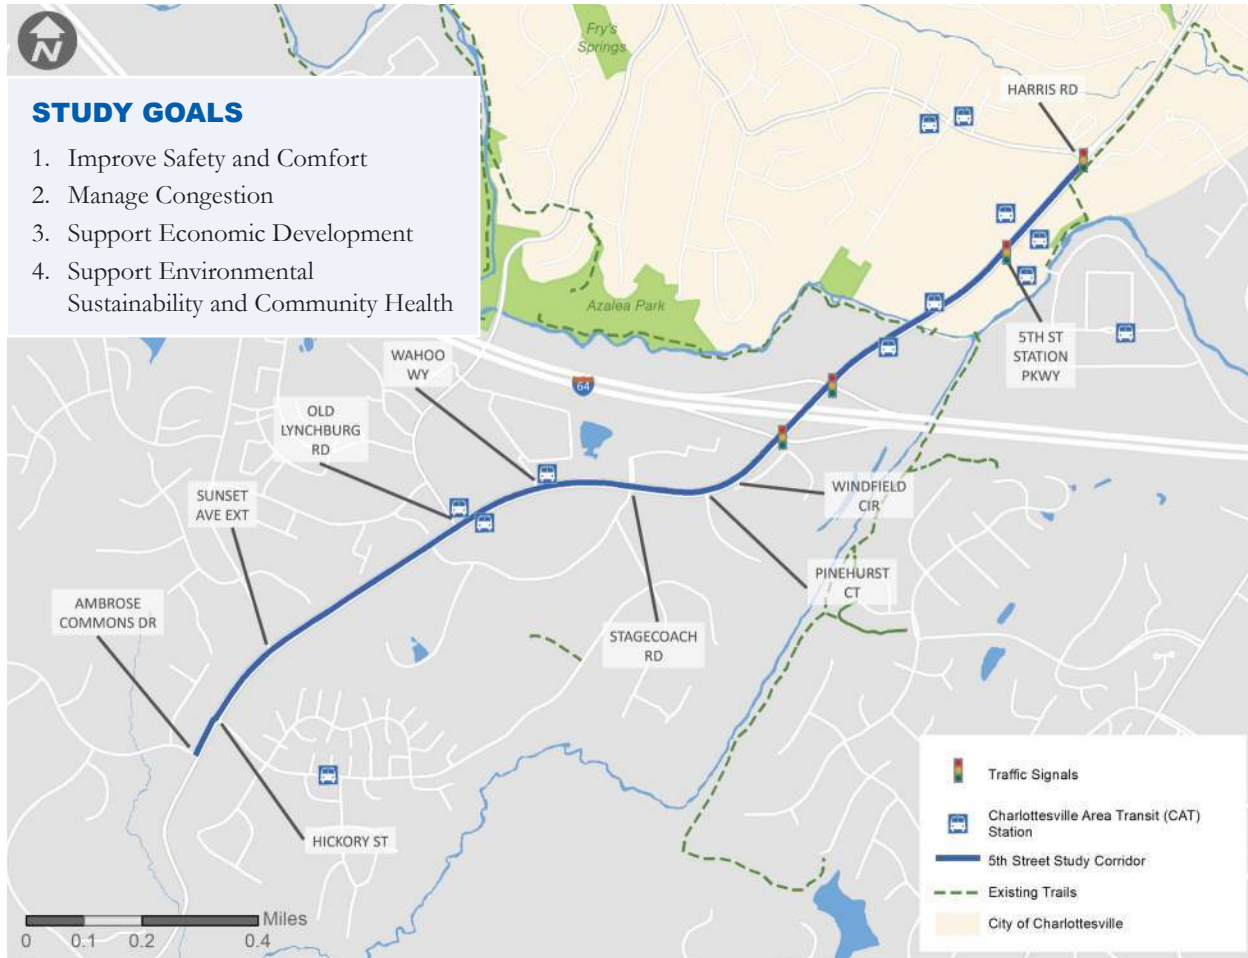 N
Fry's
Springs
STUDY GOALS
1. Improve Safety and Comfort
2. Manage Congestion
3. Support Economic Development
4. Support Environmental
Sustainability and Community Health
HARRIS RD
Azalea Park
5TH ST
STATION
PKWY
WAHOO
WY
64
OLD
LYNCHBURG
RD
SUNSET
AVE EXT
WINDFIELD
CIR
PINEHURST
CT
AMBROSE
COMMONS DR
STAGECOACH
RD
HICKORY ST
Traffic Signals
Charlottesville Area Transit (CAT)
Station
5th Street Study Corridor
Existing Trails
City of Charlottesville
Miles
0 0.1 0.2 0.4